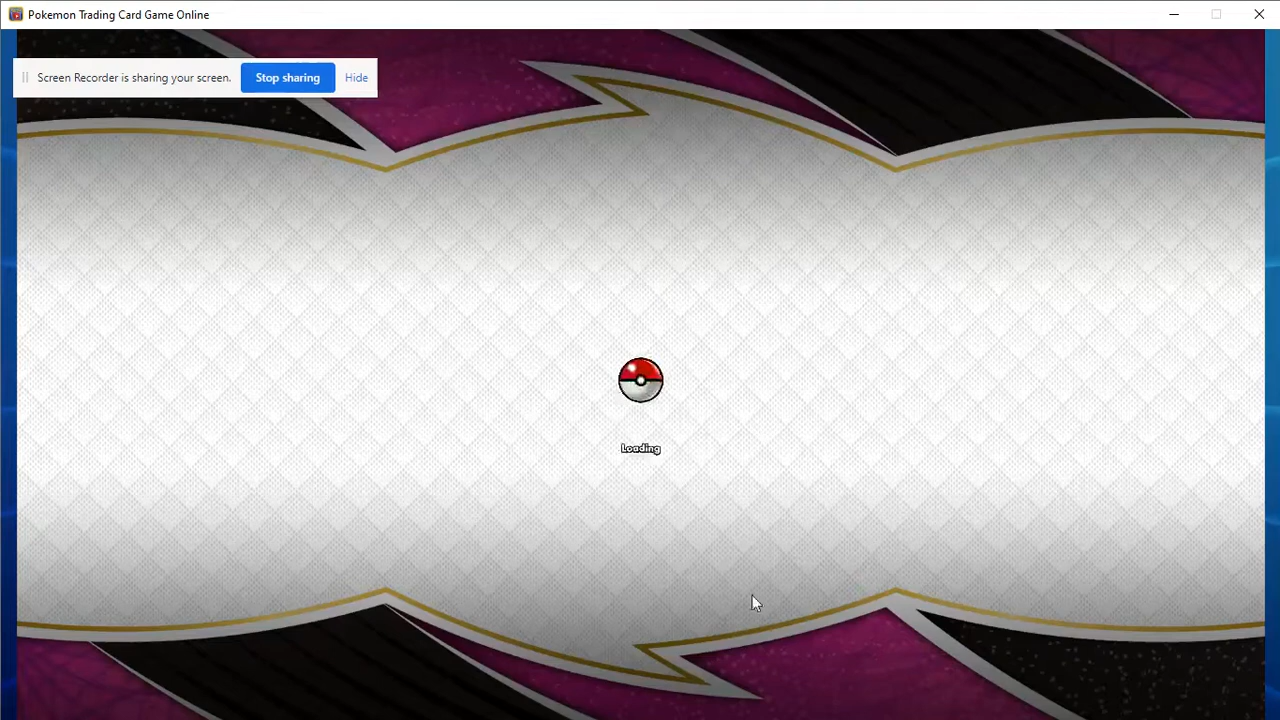 Pokemon Trading Card Game Online
Screen Recorder is sharing your screen. Stop sharing Hide
Loading